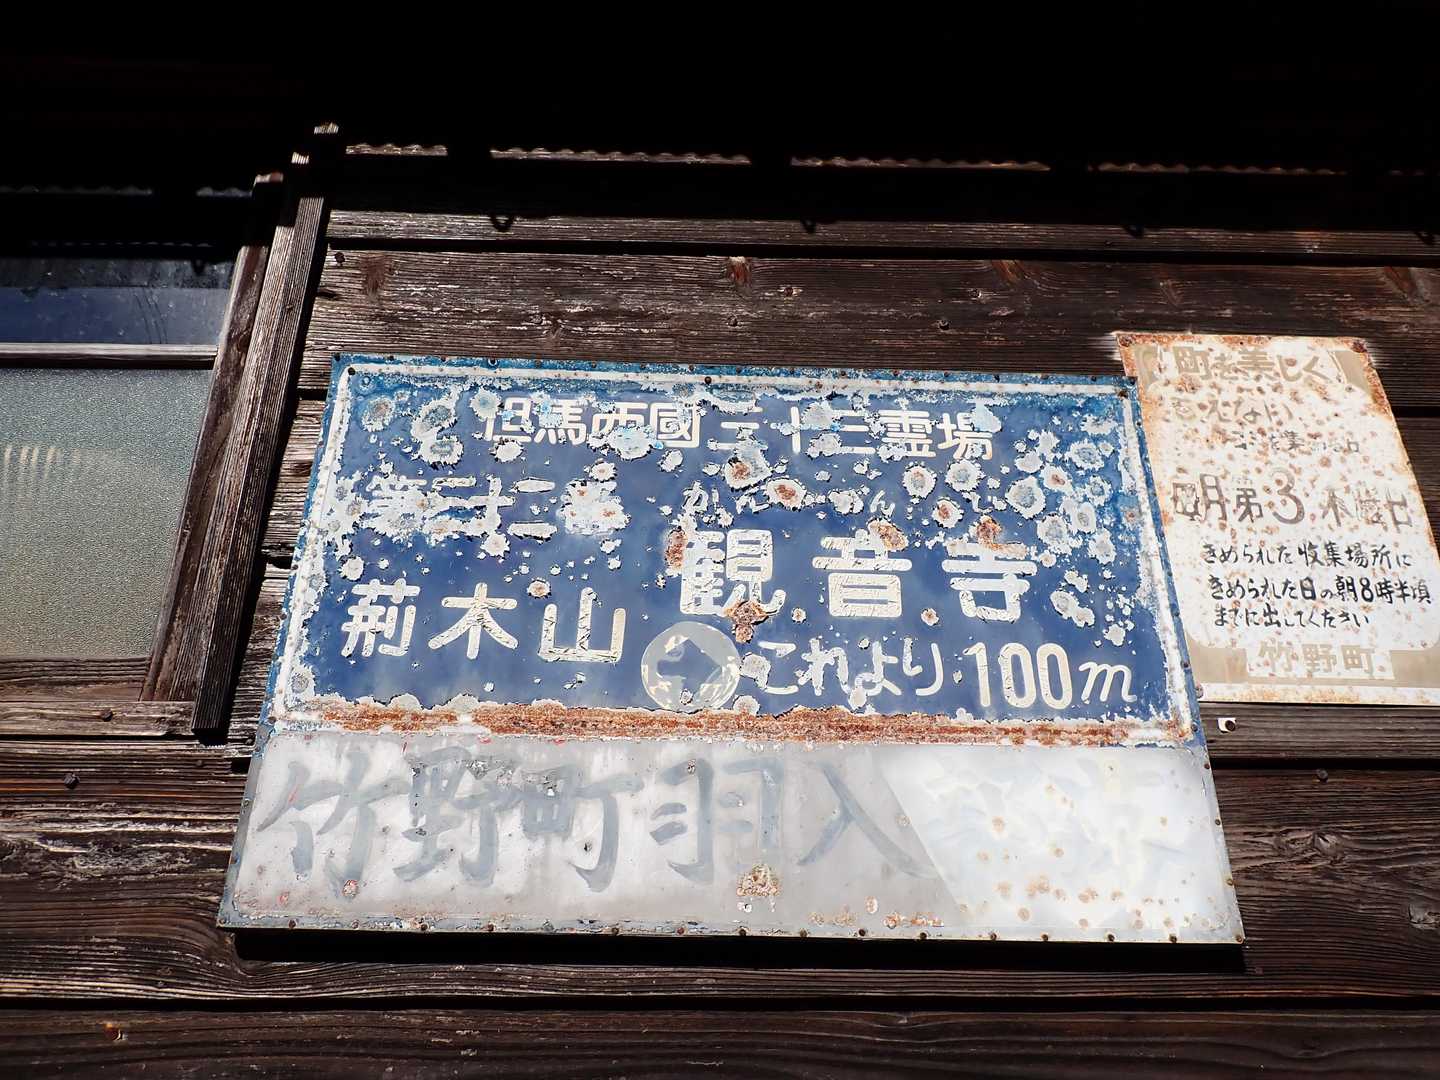 但馬西國三十三霊場
第三十二番
かんのんじ
荊木山 観音寺
これより100m
竹野町羽入
町を美しく
明 第3木曜日
きめられた収集場所に
きめられた日の朝8時半頃
までに出してください
竹野町